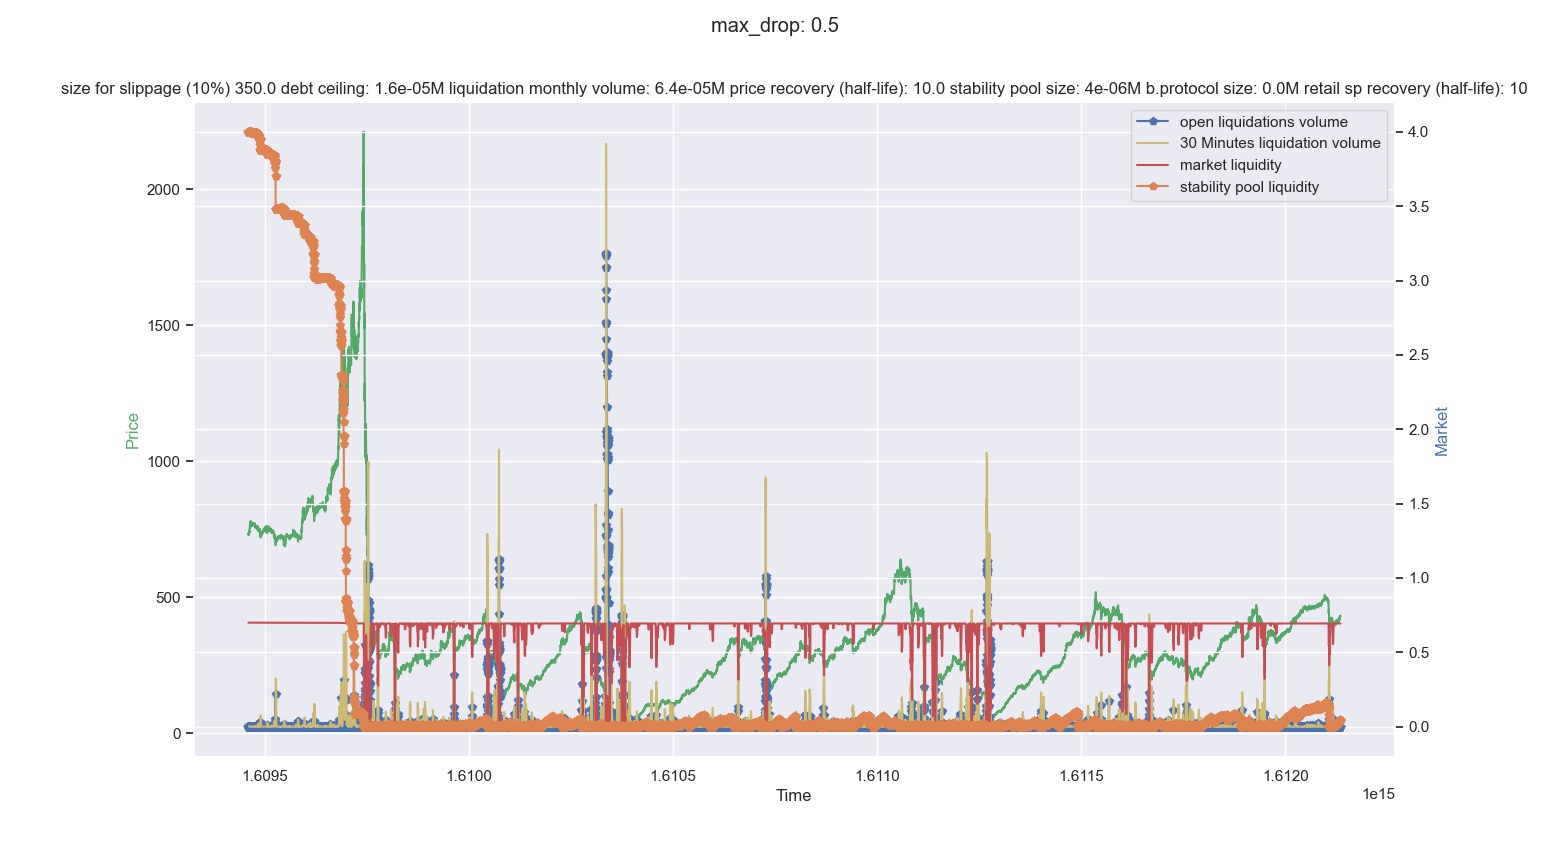 max_drop: 0.5
size for slippage (10%) 350.0 debt ceiling: 1.6e-05M liquidation monthly volume: 6.4e-05M price recovery (half-life): 10.0 stability pool size: 4e-06M b.protocol size: 0.0M retail sp recovery (half-life): 10
open liquidations volume
30 Minutes liquidation volume
market liquidity
stability pool liquidity
Price
2000
1500
1000
500
0
4.0
3.5
3.0
2.5
2.0
1.5
1.0
0.5
0.0
Market
1.6095 1.6100 1.6105 1.6110 1.6115 1.6120
Time
1e15